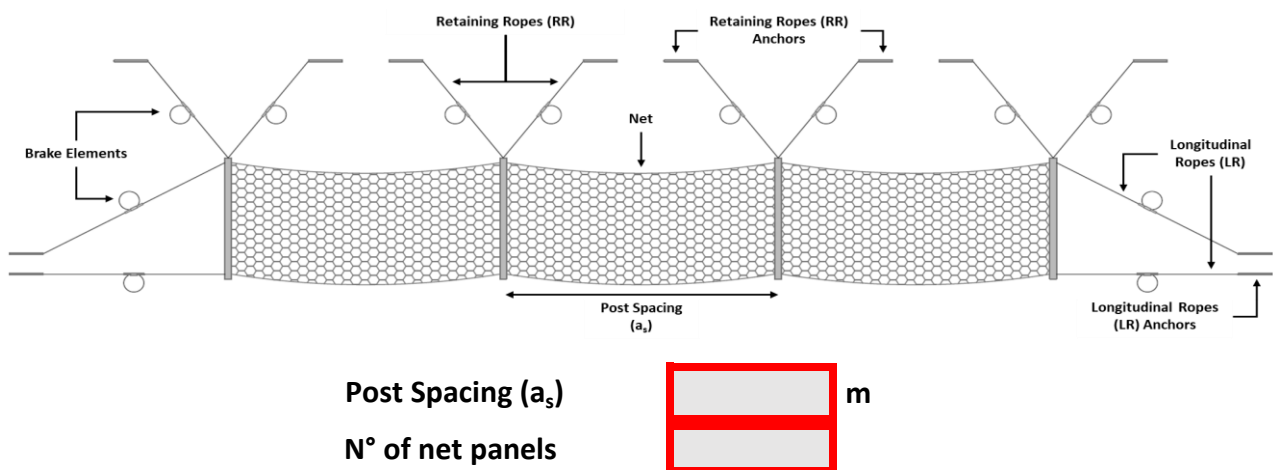 Retaining Ropes (RR)
Retaining Ropes (RR)
Anchors
Net
Brake Elements
Longitudinal
Ropes (LR)
Post Spacing
(as)
Longitudinal Ropes
(LR) Anchors
Post Spacing (as)
m
N° of net panels